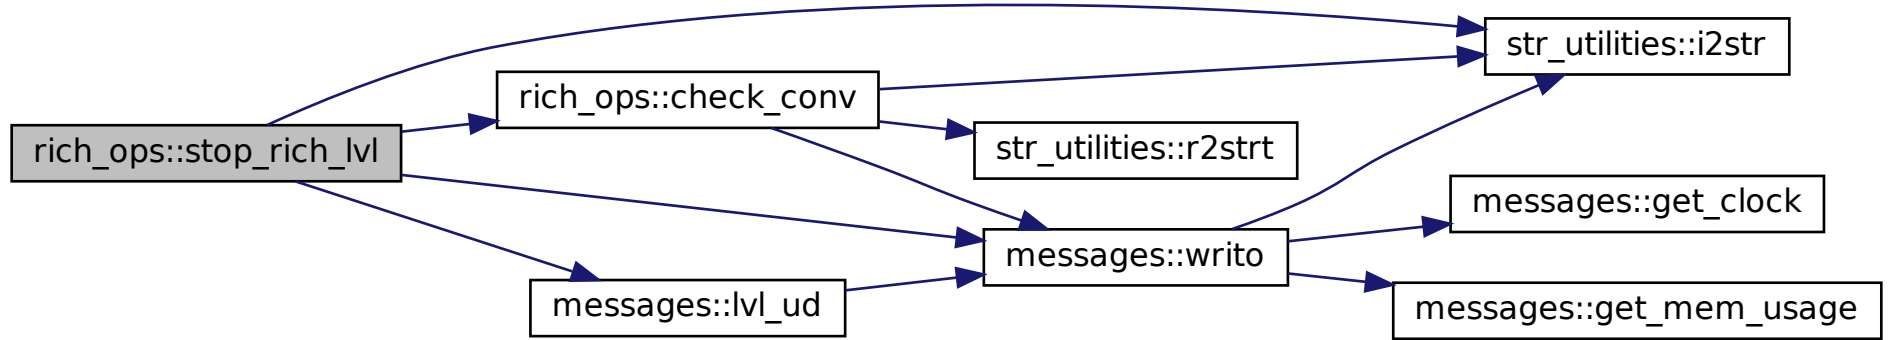 rich_ops::stop_rich_lvl
rich_ops::check_conv
messages::lvl_ud
str_utilities::r2strt
messages::writo
str_utilities::i2str
messages::get_clock
messages::get_mem_usage